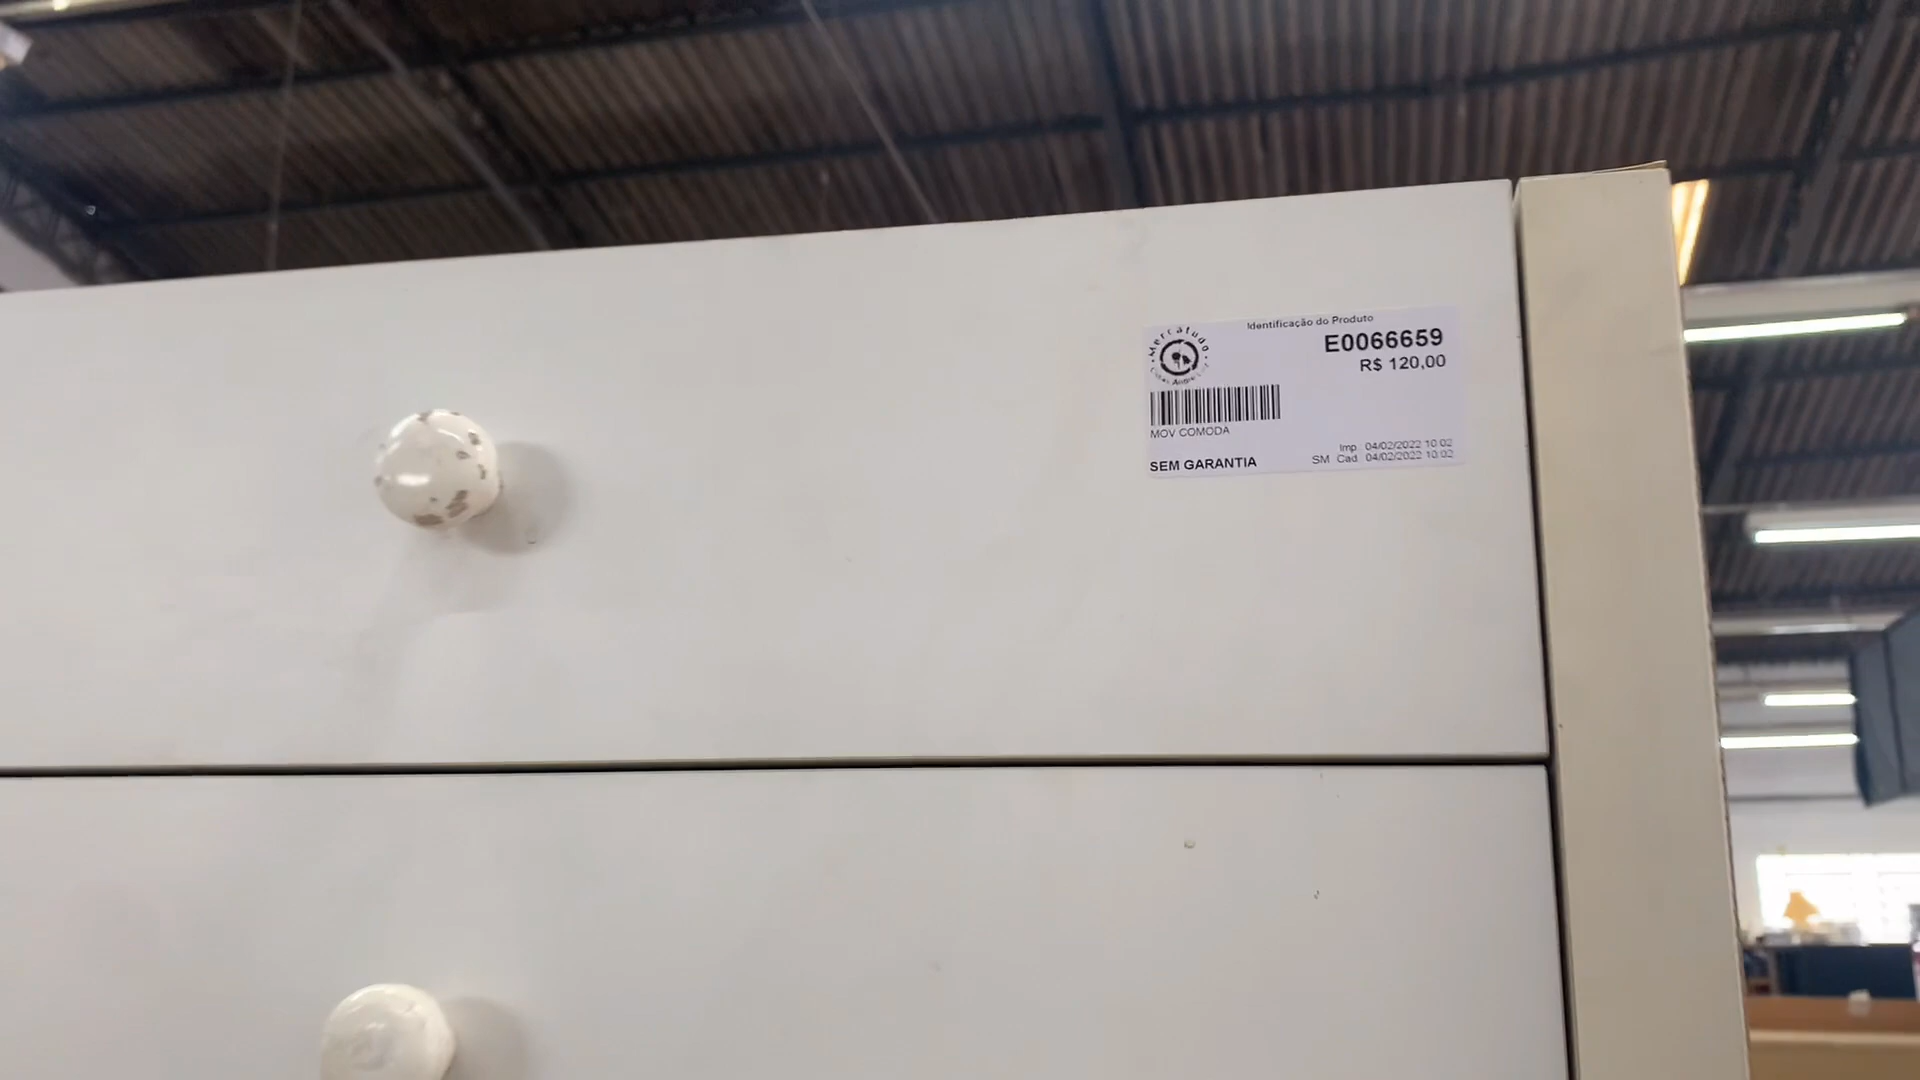 Identificação do Produto
Mercatudo
E0066659
R$ 120,00
MOV COMODA
Imp 04/02/2022 10:02
SEM GARANTIA
SM Cad 04/02/2022 10:02